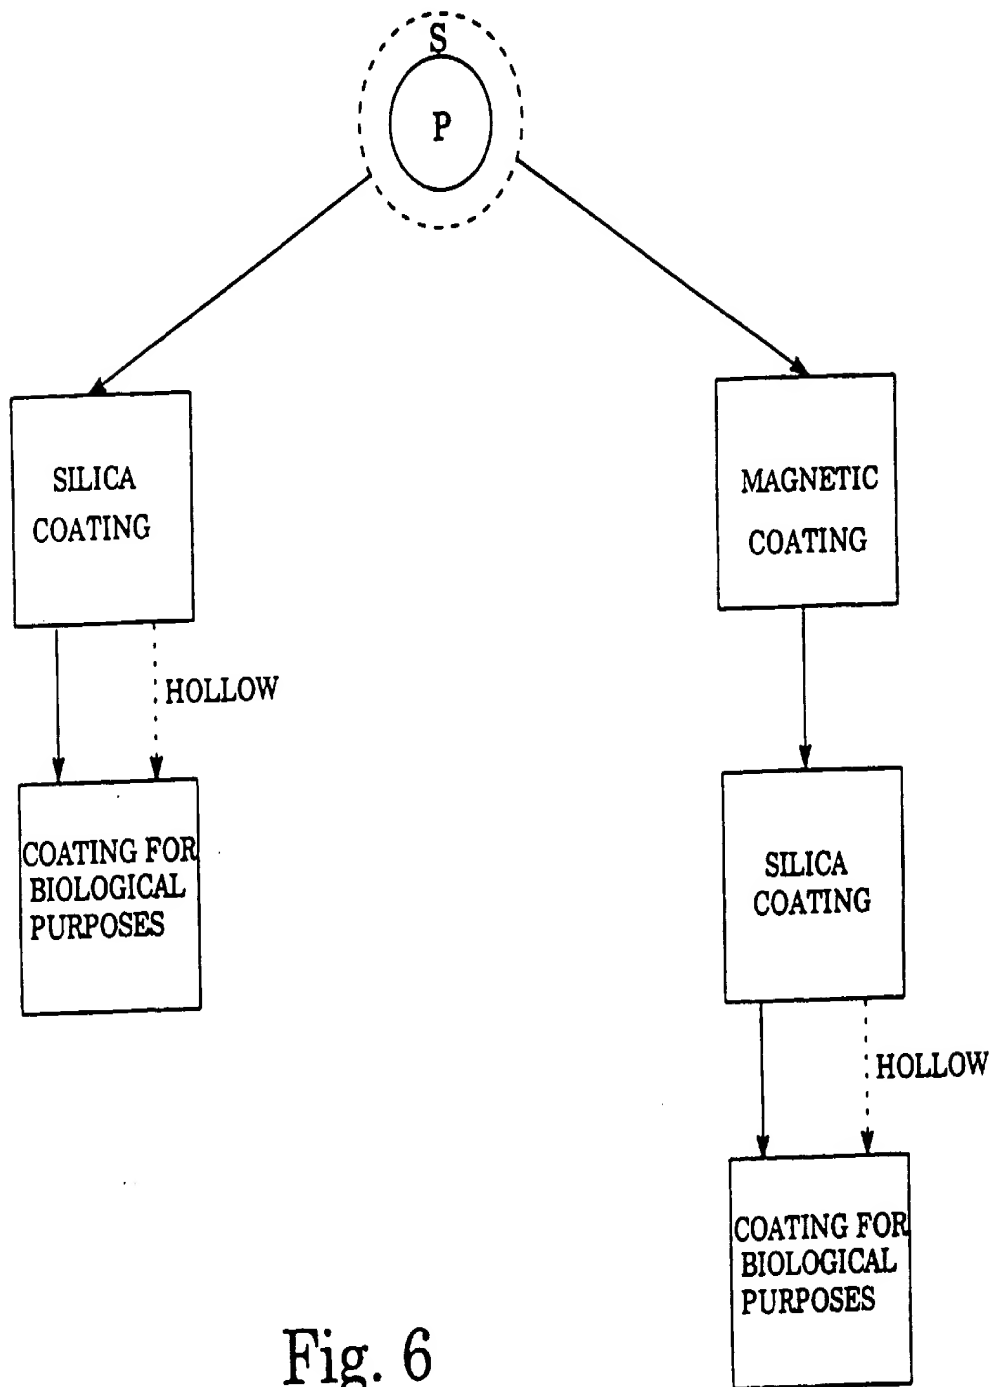 S
P
SILICA
COATING
MAGNETIC
COATING
HOLLOW
COATING FOR
BIOLOGICAL
PURPOSES
SILICA
COATING
HOLLOW
COATING FOR
BIOLOGICAL
PURPOSES
Fig. 6